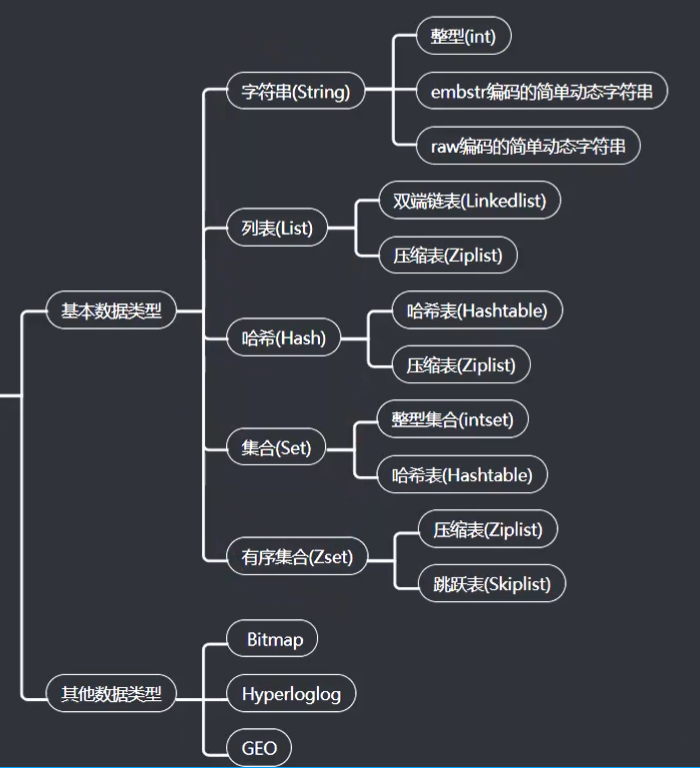 基本数据类型
字符串(String)
整型(int)
embstr编码的简单动态字符串
raw编码的简单动态字符串
列表(List)
双端链表(Linkedlist)
压缩表(Ziplist)
哈希(Hash)
哈希表(Hashtable)
压缩表(Ziplist)
集合(Set)
整型集合(intset)
哈希表(Hashtable)
有序集合(Zset)
压缩表(Ziplist)
跳跃表(Skiplist)
其他数据类型
Bitmap
Hyperloglog
GEO